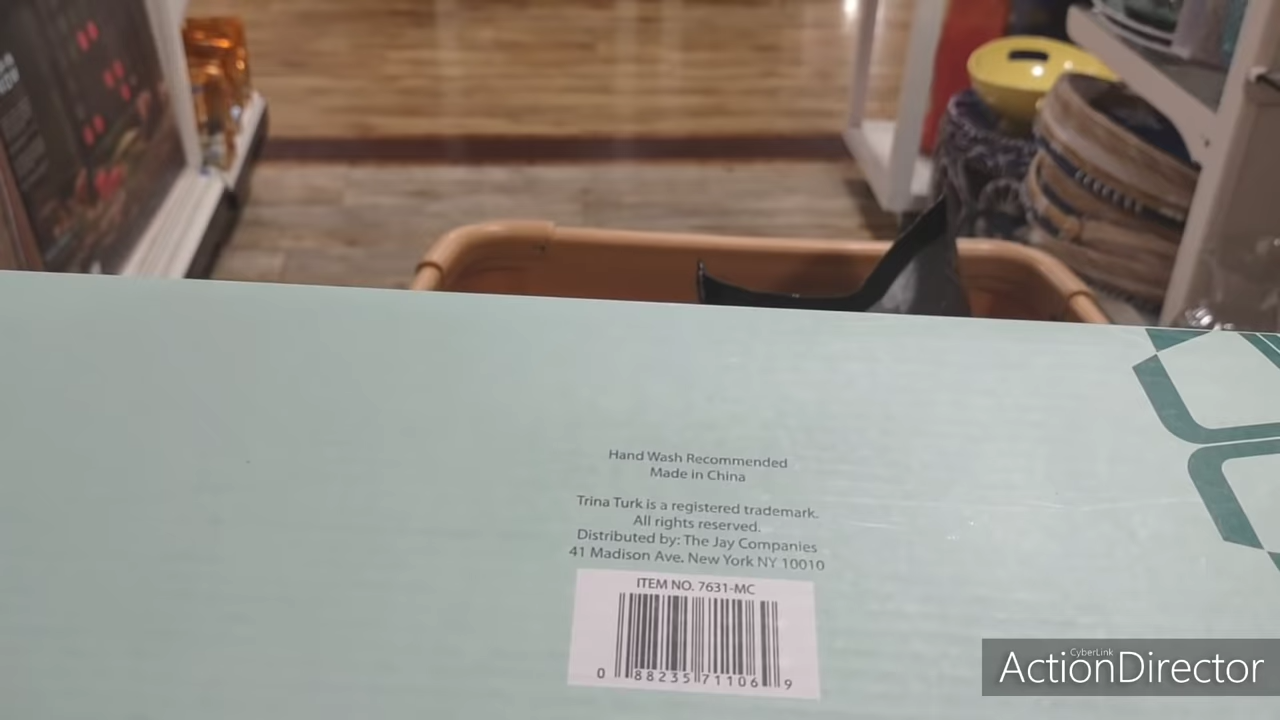 Hand Wash Recommended
Made in China
Trina Turk is a registered trademark.
All rights reserved.
Distributed by: The Jay Companies
41 Madison Ave. New York NY 10010
ITEM NO. 7631-MC
0 88235 71106 9
CyberLink
ActionDirector